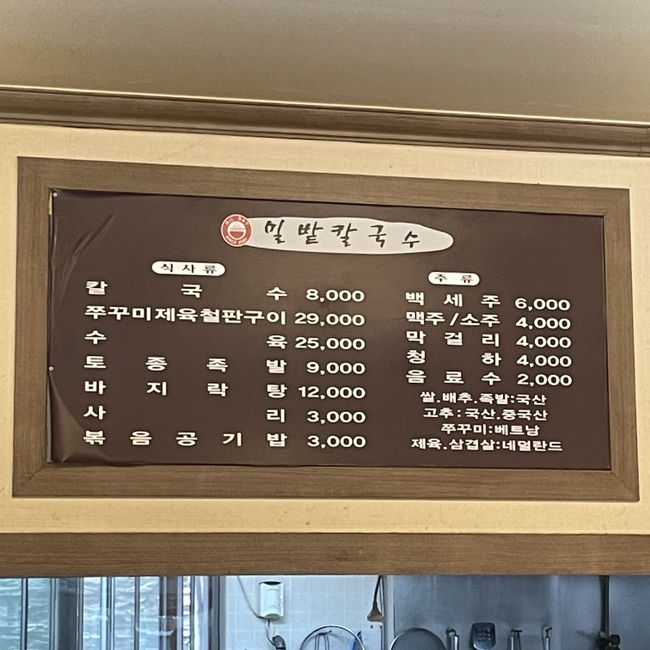 밀밭칼국수
식사류
칼국수 8,000
쭈꾸미제육철판구이 29,000
수육 25,000
토종족발 9,000
바지락탕 12,000
사리 3,000
볶음공기밥 3,000
주류
백세주 6,000
맥주/소주 4,000
막걸리 4,000
청하 4,000
음료수 2,000
쌀.배추.족발:국산
고추:국산.중국산
쭈꾸미:베트남
제육.삼겹살:네덜란드